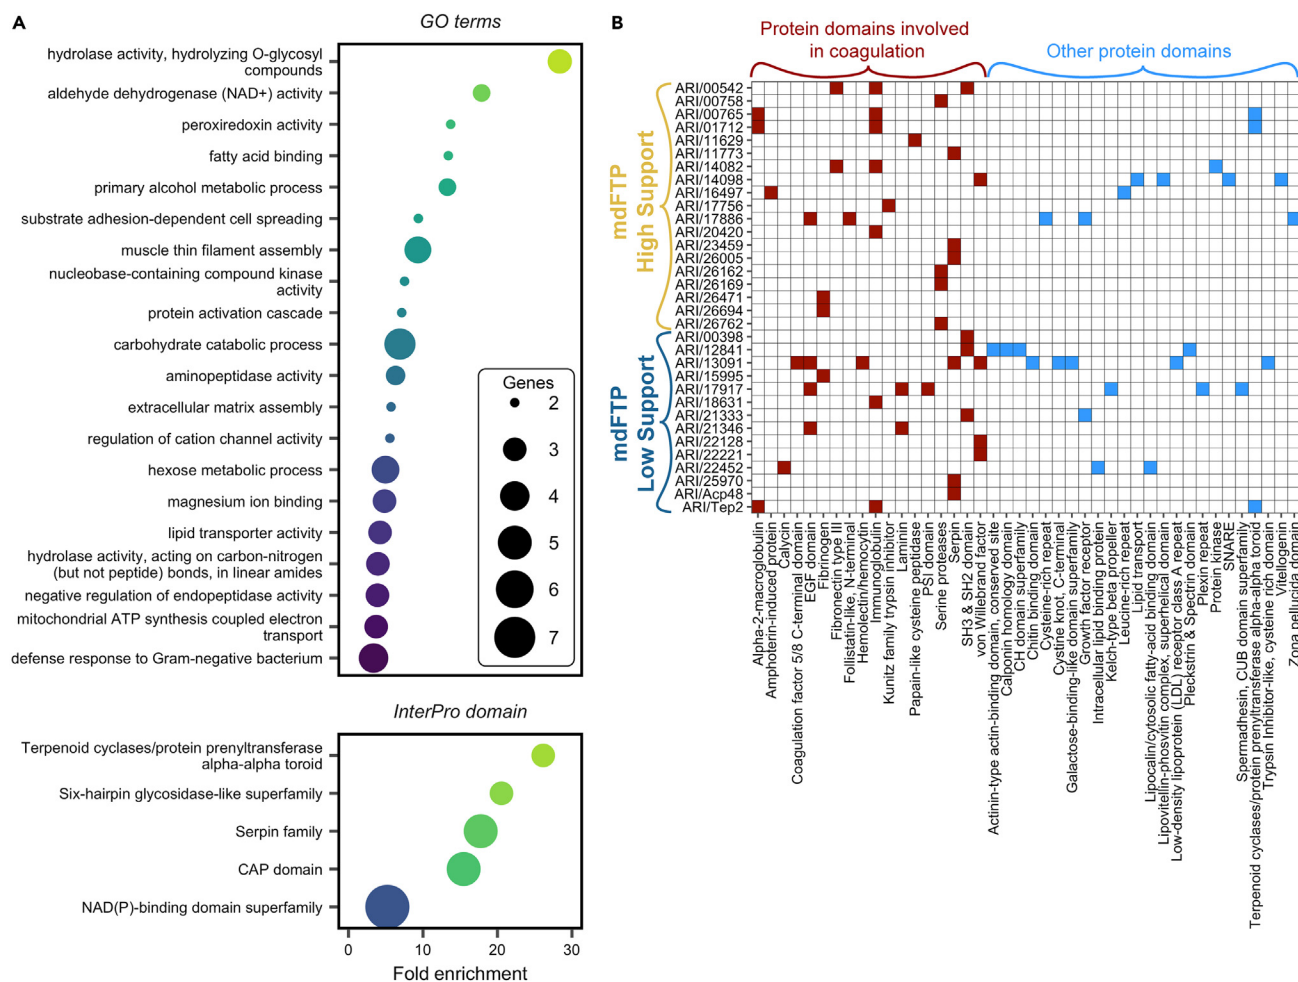 A
GO terms
hydrolase activity, hydrolyzing O-glycosyl
compounds
aldehyde dehydrogenase (NAD+) activity
peroxiredoxin activity
fatty acid binding
primary alcohol metabolic process
substrate adhesion-dependent cell spreading
muscle thin filament assembly
nucleobase-containing compound kinase
activity
protein activation cascade
carbohydrate catabolic process
aminopeptidase activity
extracellular matrix assembly
regulation of cation channel activity
hexose metabolic process
magnesium ion binding
lipid transporter activity
hydrolase activity, acting on carbon-nitrogen
(but not peptide) bonds, in linear amides
negative regulation of endopeptidase activity
mitochondrial ATP synthesis coupled electron
transport
defense response to Gram-negative bacterium
Genes
2
3
4
5
6
7
InterPro domain
Terpenoid cyclases/protein prenyltransferase
alpha-alpha toroid
Six-hairpin glycosidase-like superfamily
Serpin family
CAP domain
NAD(P)-binding domain superfamily
0 10 20 30
Fold enrichment
B
Protein domains involved
in coagulation
Other protein domains
mdFTP
High Support
mdFTP
Low Support
ARI/00542
ARI/00758
ARI/00765
ARI/01712
ARI/11629
ARI/11773
ARI/14082
ARI/14098
ARI/16497
ARI/17756
ARI/17886
ARI/20420
ARI/23459
ARI/26005
ARI/26162
ARI/26169
ARI/26471
ARI/26694
ARI/26762
ARI/00398
ARI/12841
ARI/13091
ARI/15995
ARI/17917
ARI/18631
ARI/21333
ARI/21346
ARI/22128
ARI/22221
ARI/22452
ARI/25970
ARI/Acp48
ARI/Tep2
Alpha-2-macroglobulin
Amphoterin-induced protein
Calycin
Coagulation factor 5/8 C-terminal domain
EGF domain
Fibrinogen
Fibronectin type III
Follistatin-like, N-terminal
Hemolectin/hemocytin
Immunoglobulin
Kunitz family trypsin inhibitor
Laminin
Papain-like cysteine peptidase
PSI domain
Serine proteases
Serpin
SH3 & SH2 domain
von Willebrand factor
Actinin-type actin-binding domain, conserved site
Calponin homology domain
CH domain superfamily
Chitin binding domain
Cysteine-rich repeat
Cystine knot, C-terminal
Galactose-binding-like domain superfamily
Growth factor receptor
Intracellular lipid binding protein
Kelch-type beta propeller
Leucine-rich repeat
Lipid transport
Lipocalin/cytosolic fatty-acid binding domain
Lipovitellin-phosvitin complex, superhelical domain
Low-density lipoprotein (LDL) receptor class A repeat
Pleckstrin & Spectrin domain
Plexin repeat
Protein kinase
SNARE
Spermadhesin, CUB domain superfamily
Terpenoid cyclases/protein prenyltransferase alpha-alpha toroid
Trypsin Inhibitor-like, cysteine rich domain
Vitellogenin
Zona pellucida domain